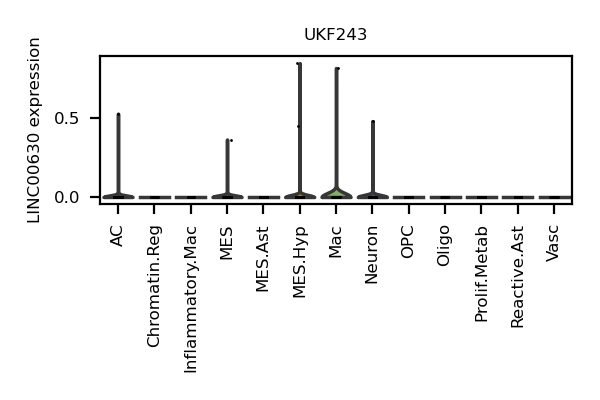 UKF243
LINC00630 expression
0.5
0.0
AC
Chromatin.Reg
Inflammatory.Mac
MES
MES.Ast
MES.Hyp
Mac
Neuron
OPC
Oligo
Prolif.Metab
Reactive.Ast
Vasc